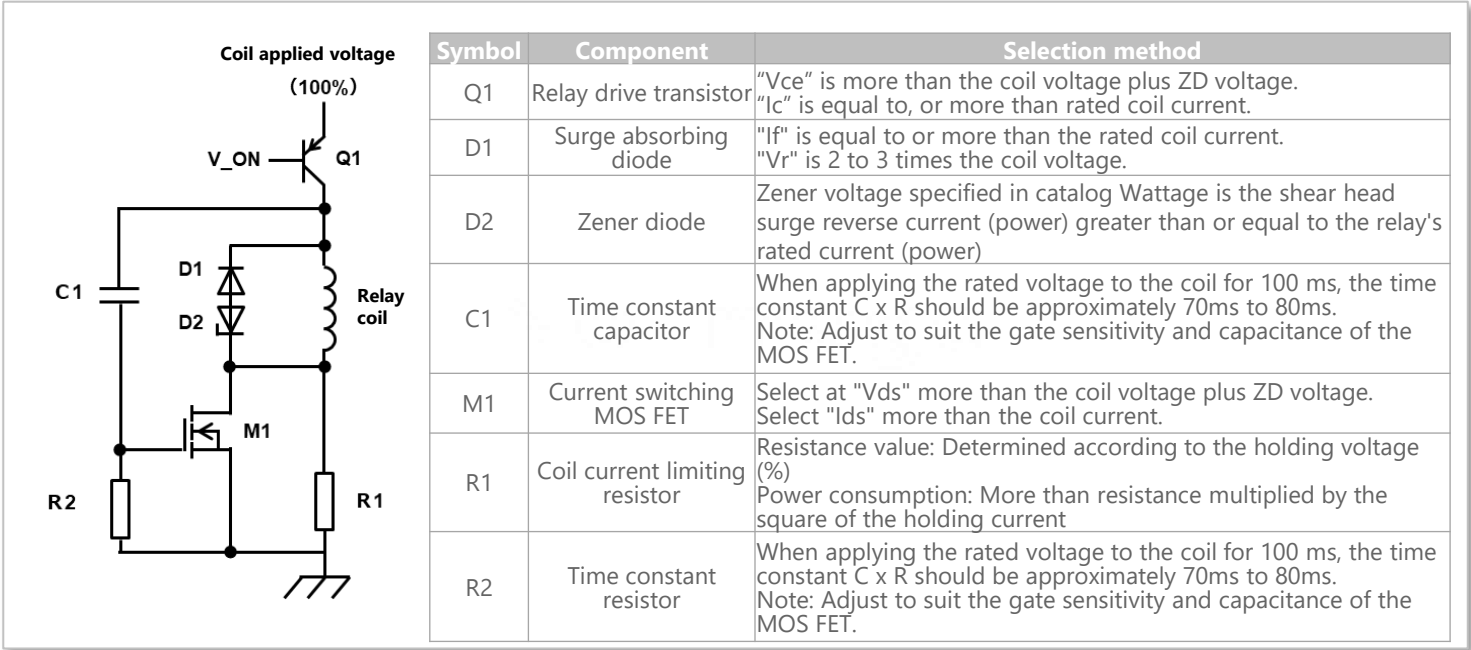 Coil applied voltage
(100%)
V_ON
Q1
C1
D1
D2
Relay
coil
M1
R2
R1
Symbol Component Selection method
Q1 Relay drive transistor “Vce” is more than the coil voltage plus ZD voltage.
“Ic” is equal to, or more than rated coil current.
D1 Surge absorbing
diode
"If" is equal to or more than the rated coil current.
"Vr" is 2 to 3 times the coil voltage.
D2 Zener diode
Zener voltage specified in catalog Wattage is the shear head
surge reverse current (power) greater than or equal to the relay's
rated current (power)
C1 Time constant
capacitor
When applying the rated voltage to the coil for 100 ms, the time
constant C x R should be approximately 70ms to 80ms.
Note: Adjust to suit the gate sensitivity and capacitance of the
MOS FET.
M1 Current switching
MOS FET
Select at "Vds" more than the coil voltage plus ZD voltage.
Select "Ids" more than the coil current.
R1 Coil current limiting
resistor
Resistance value: Determined according to the holding voltage
(%)
Power consumption: More than resistance multiplied by the
square of the holding current
R2 Time constant
resistor
When applying the rated voltage to the coil for 100 ms, the time
constant C x R should be approximately 70ms to 80ms.
Note: Adjust to suit the gate sensitivity and capacitance of the
MOS FET.